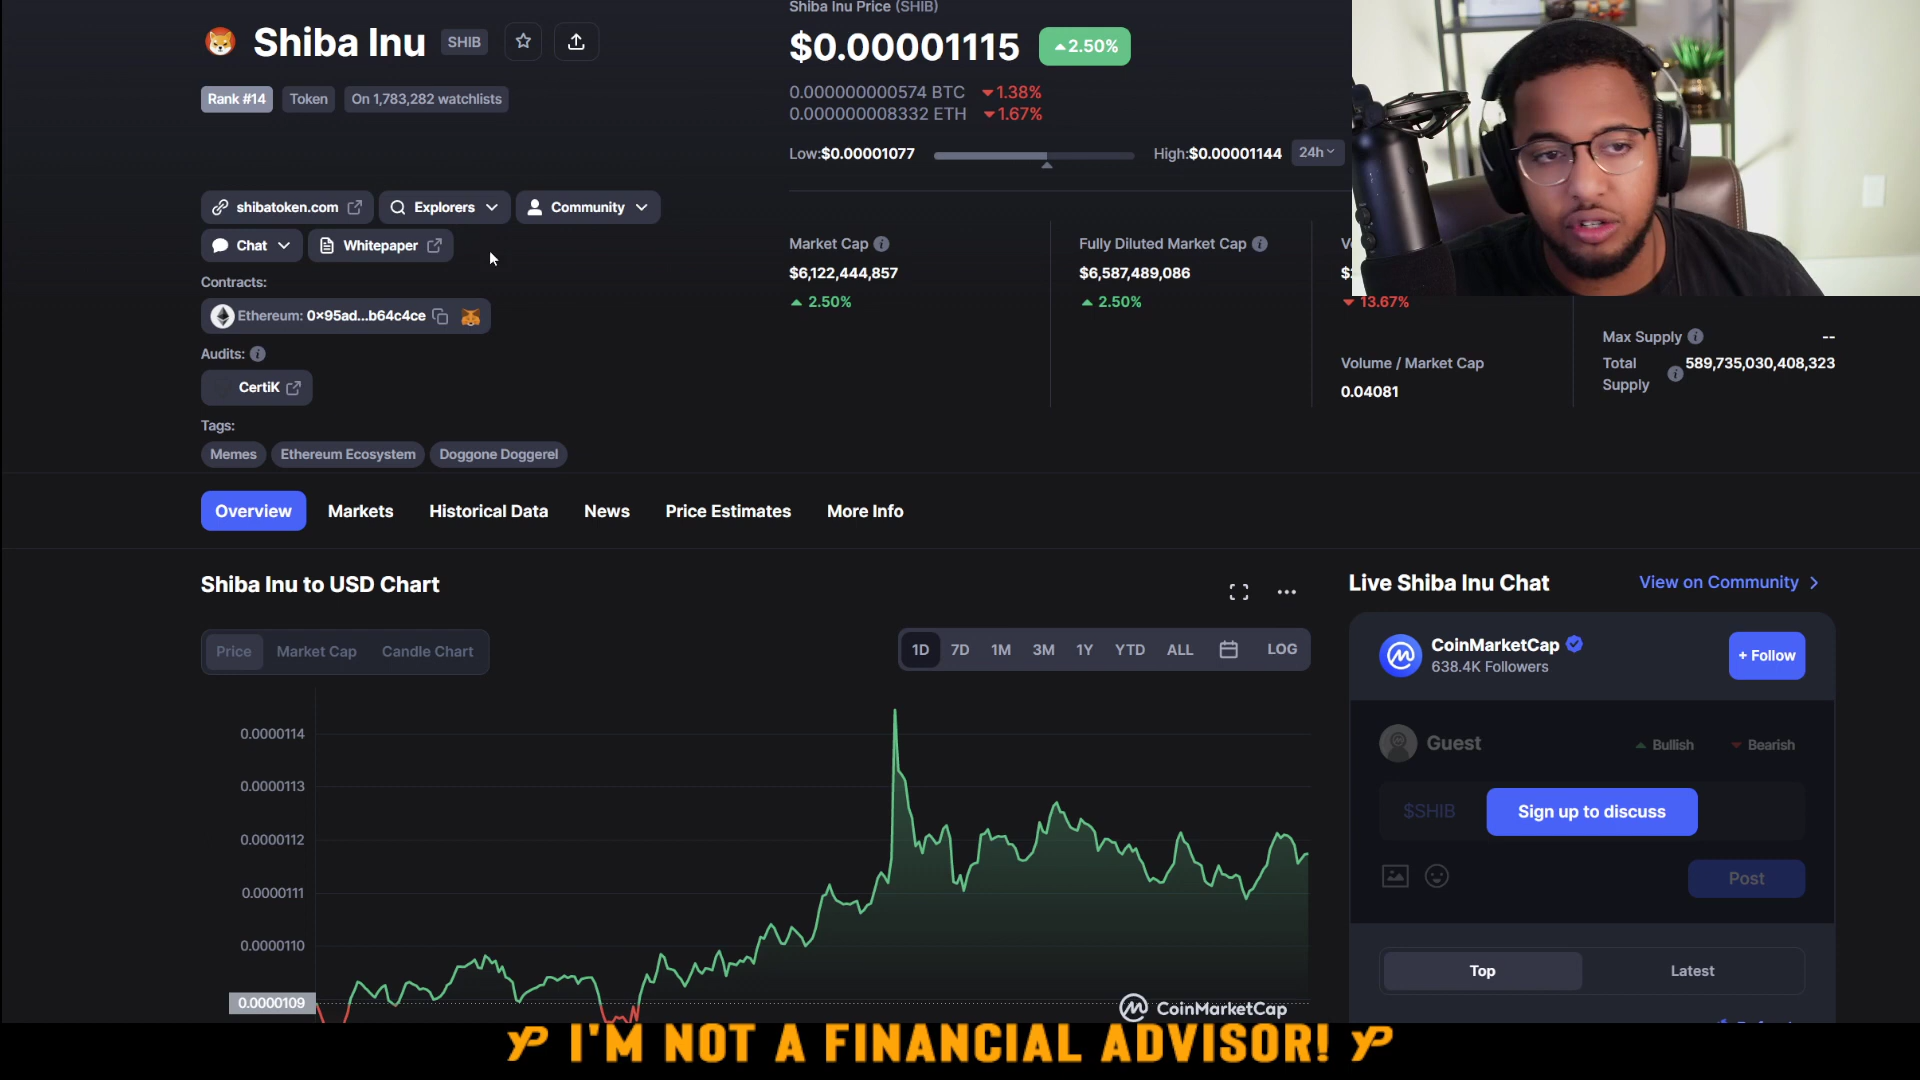 Shiba Inu SHIB
Rank #14 Token On 1,783,282 watchlists
shibatoken.com Explorers Community
Chat Whitepaper
Contracts:
Ethereum: 0x95ad...b64c4ce
Audits:
CertiK
Tags:
Memes Ethereum Ecosystem Doggone Doggerel
Shiba Inu Price (SHIB)
$0.00001115 2.50%
0.000000000574 BTC 1.38%
0.000000008332 ETH 1.67%
Low:$0.00001077 High:$0.00001144 24h
Market Cap
$6,122,444,857
2.50%
Fully Diluted Market Cap
$6,587,489,086
2.50%
13.67%
Volume / Market Cap
0.04081
Max Supply --
Total Supply 589,735,030,408,323
Overview Markets Historical Data News Price Estimates More Info
Shiba Inu to USD Chart
Price Market Cap Candle Chart
1D 7D 1M 3M 1Y YTD ALL LOG
0.0000114
0.0000113
0.0000112
0.0000111
0.0000110
0.0000109
CoinMarketCap
Live Shiba Inu Chat View on Community
CoinMarketCap
638.4K Followers
+ Follow
Guest Bullish Bearish
$SHIB Sign up to discuss
Post
Top Latest
I'M NOT A FINANCIAL ADVISOR!